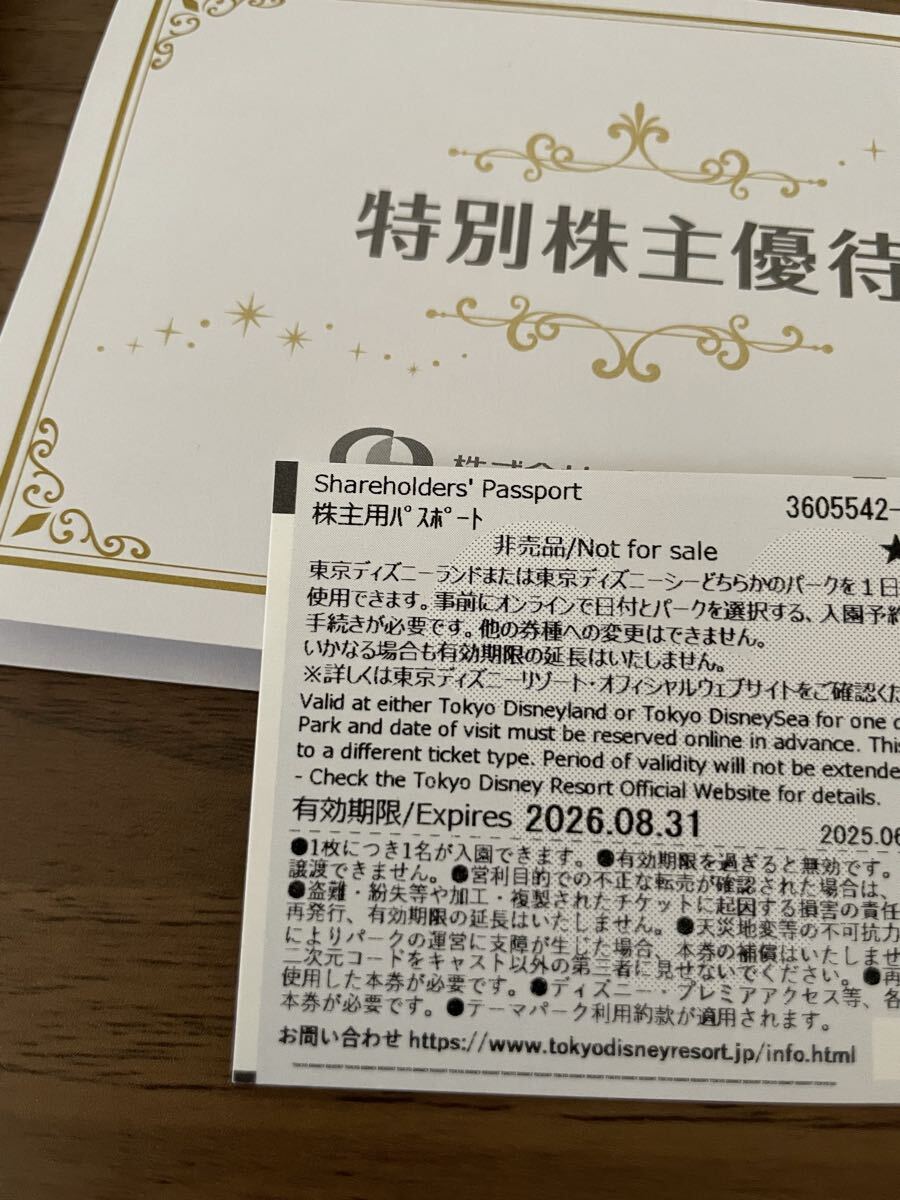 特別株主優待
Shareholders' Passport
3605542-
株主用ﾊﾟｽﾎﾟｰﾄ
非売品/Not for sale
★
東京ディズニーランドまたは東京ディズニーシーどちらかのパークを1日
使用できます。事前にオンラインで日付とパークを選択する、入園予約
手続きが必要です。他の券種への変更はできません。
いかなる場合も有効期限の延長はいたしません。
※詳しくは東京ディズニーリゾート・オフィシャルウェブサイトをご確認くだ
Valid at either Tokyo Disneyland or Tokyo DisneySea for one
Park and date of visit must be reserved online in advance. This
to a different ticket type. Period of validity will not be extende
- Check the Tokyo Disney Resort Official Website for details.
有効期限/Expires 2026.08.31
2025.06
●1枚につき1名が入園できます。●有効期限を過ぎると無効です。
譲渡できません。●営利目的での不正な転売が確認された場合は、
●盗難・紛失等や加工・複製されたチケットに起因する損害の責任
再発行、有効期限の延長はいたしません。●天災地変等の不可抗力
によりパークの運営に支障が生じた場合、本券の補償はいたしませ
二次元コードをキャスト以外の第三者に見せないでください。●再
使用した本券が必要です。●ディズニー・プレミアアクセス等、各
本券が必要です。●テーマパーク利用約款が適用されます。
お問い合わせ https://www.tokyodisneyresort.jp/info.html